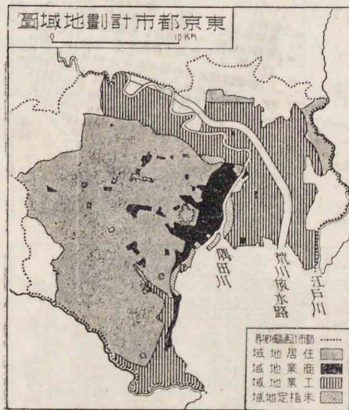 東京都市計劃地域圖
0 10 KM
隅田川
荒川放水路
江戸川
住居地域
商業地域
工業地域
未指定地域